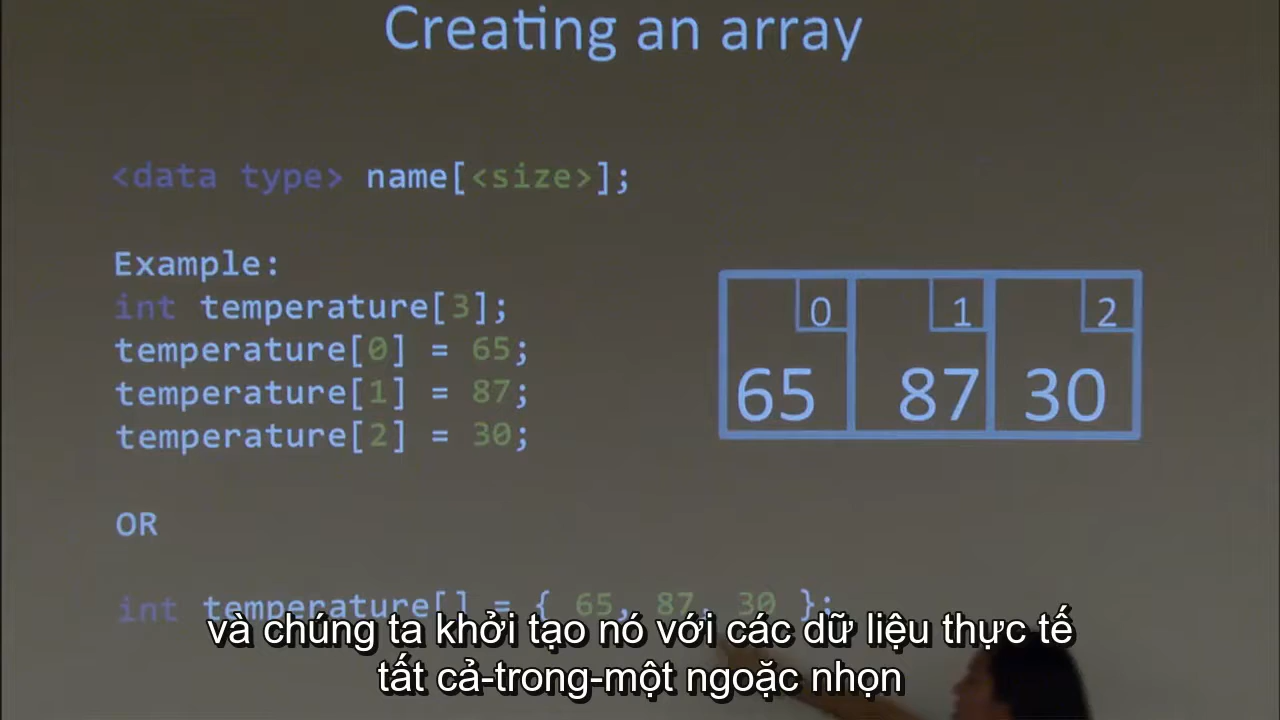 Creating an array
<data type> name[<size>];
Example:
int temperature[3];
temperature[0] = 65;
temperature[1] = 87;
temperature[2] = 30;
0 1 2
65 87 30
OR
int temperature[] = { 65, 87, 30 };
và chúng ta khởi tạo nó với các dữ liệu thực tế
tất cả-trong-một ngoặc nhọn